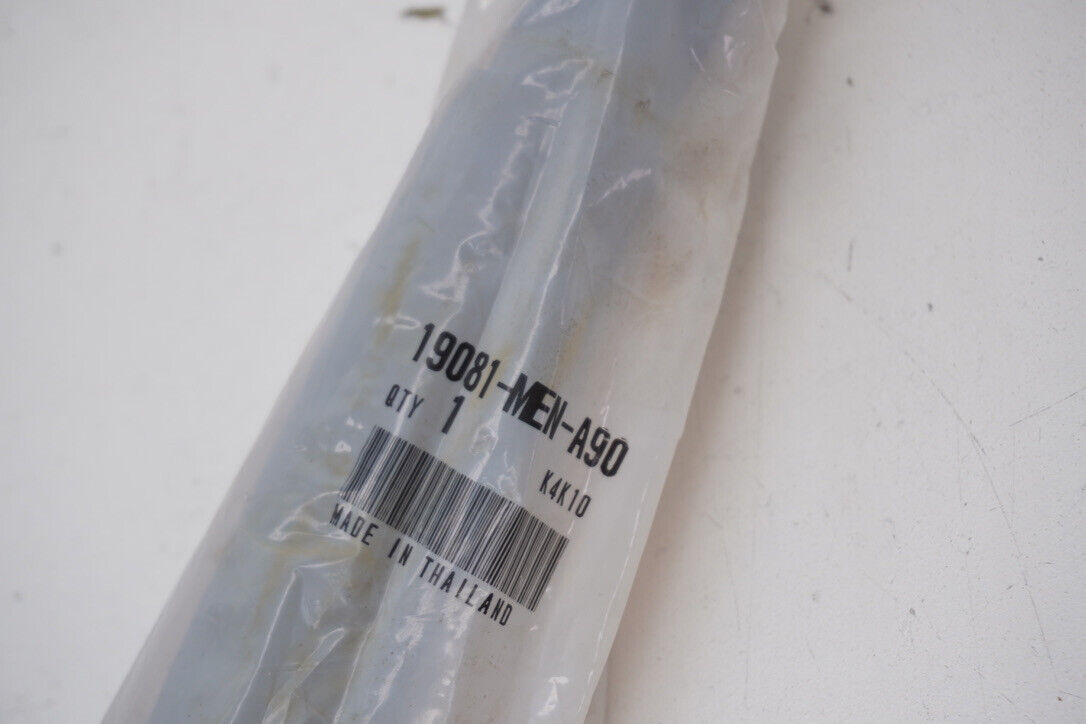 19081-MEN-A90
QTY 1
K4K10
MADE IN THAILAND